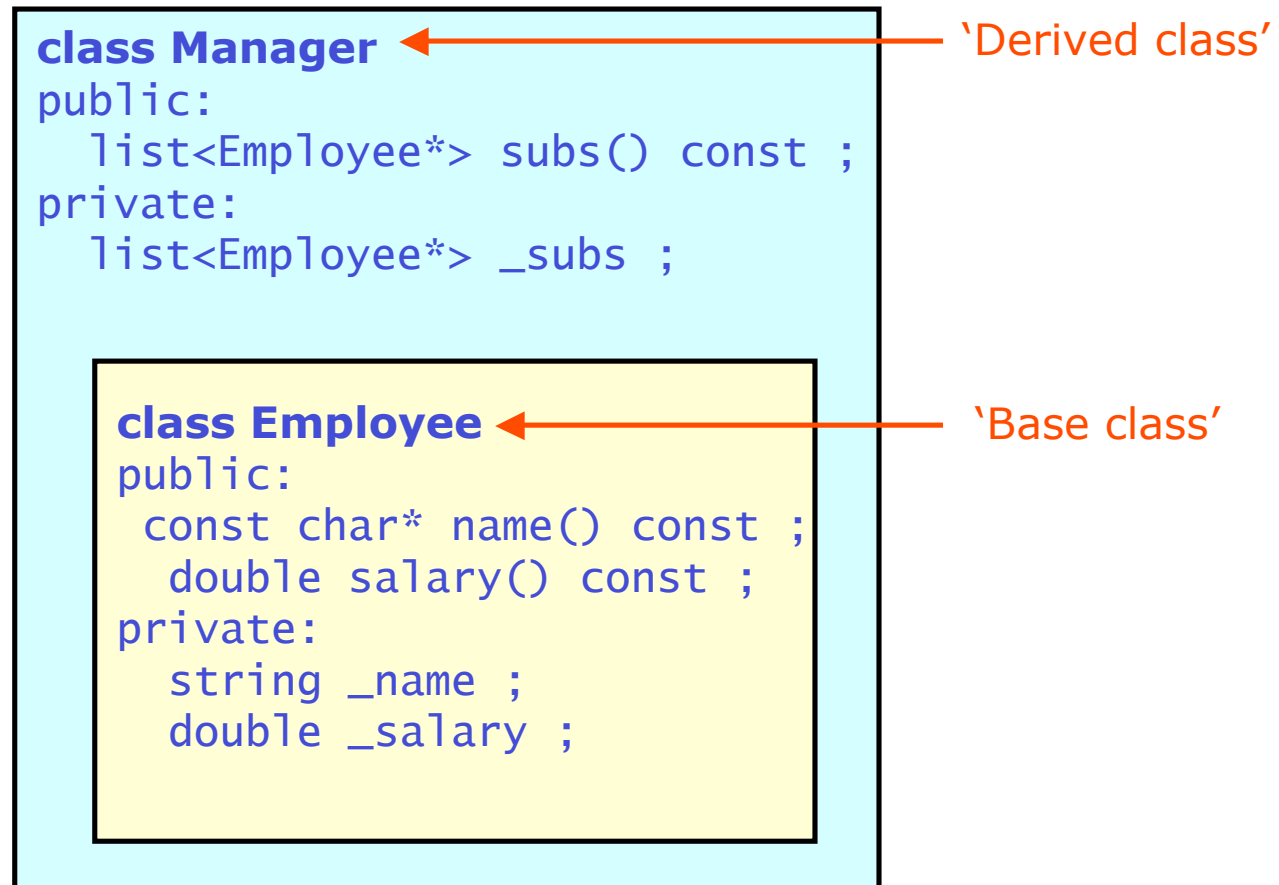 class Manager
‘Derived class’
public:
list<Employee*> subs() const ;
private:
list<Employee*> _subs ;
class Employee
‘Base class’
public:
const char* name() const ;
double salary() const ;
private:
string _name ;
double _salary ;